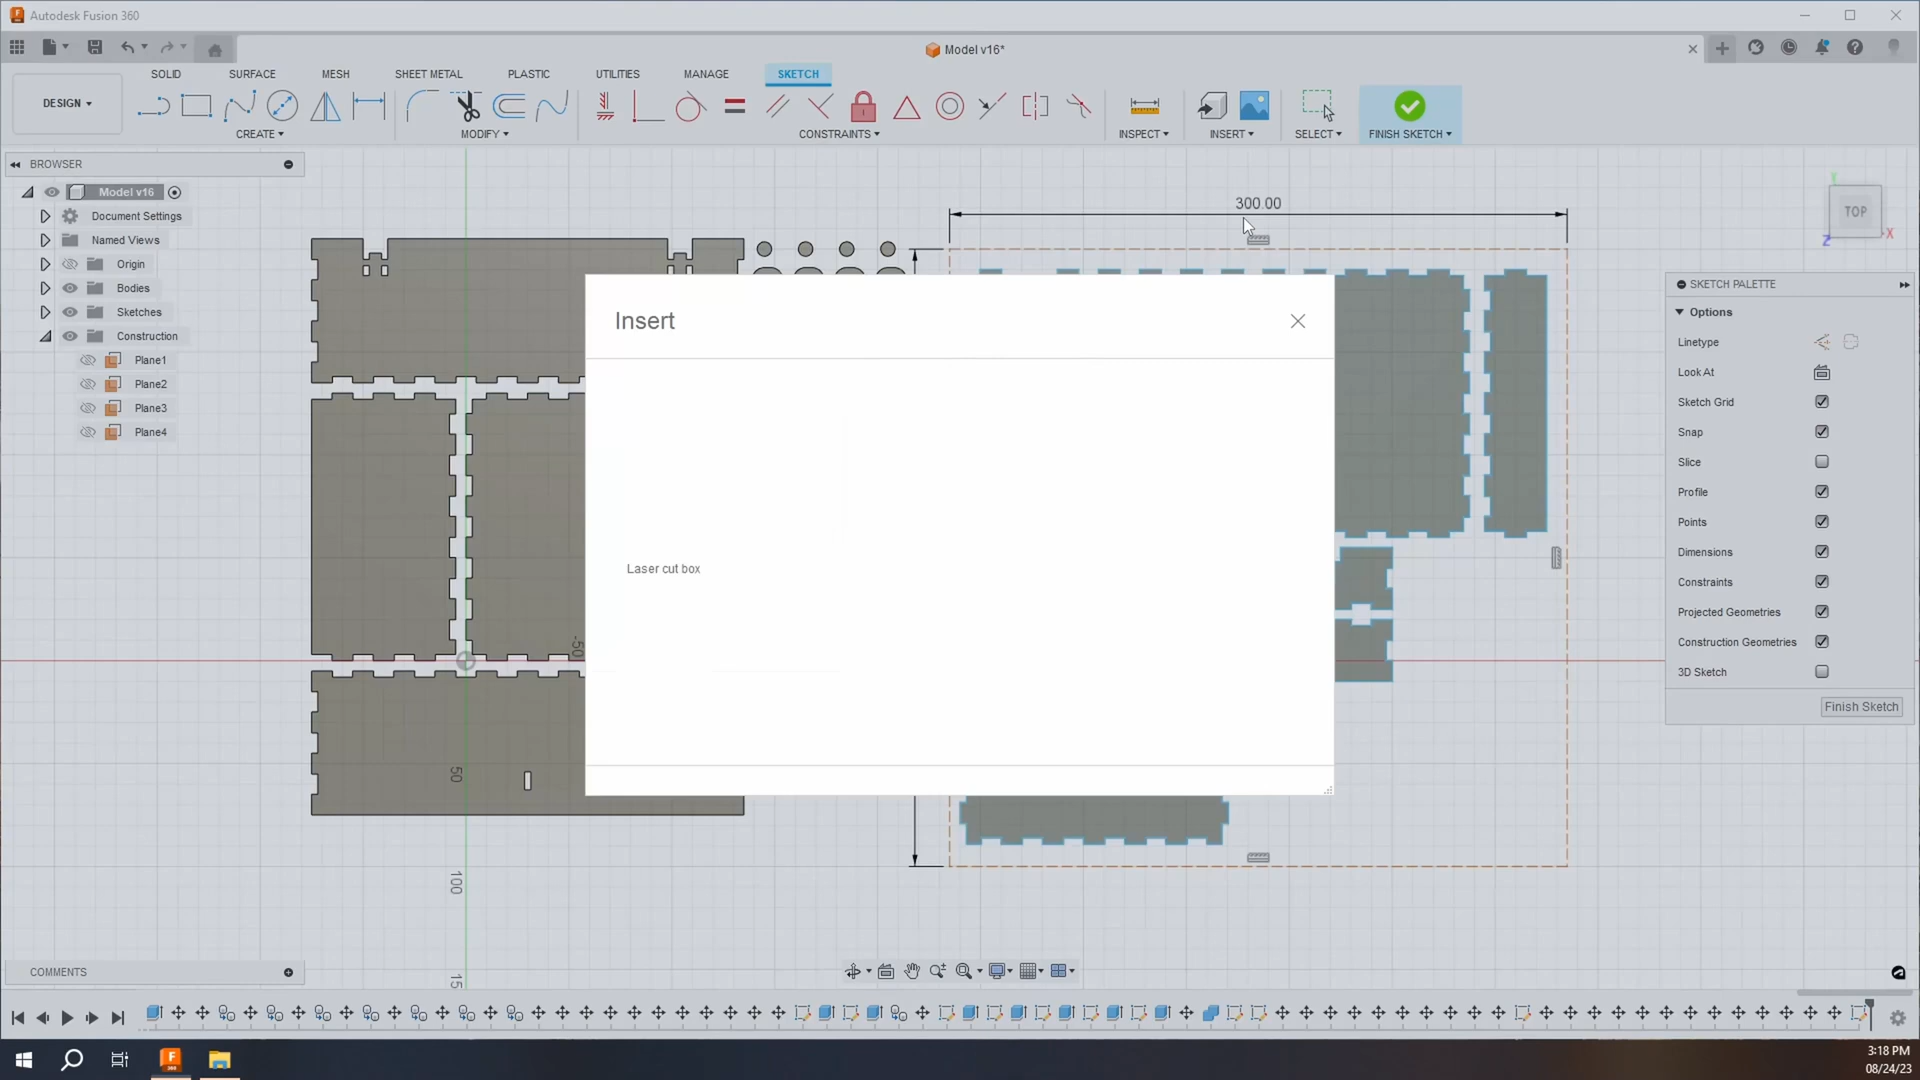 Autodesk Fusion 360
Model v16*
DESIGN
SOLID
SURFACE
MESH
SHEET METAL
PLASTIC
UTILITIES
MANAGE
SKETCH
CREATE
MODIFY
CONSTRAINTS
INSPECT
INSERT
SELECT
FINISH SKETCH
BROWSER
Model v16
Document Settings
Named Views
Origin
Bodies
Sketches
Construction
Plane1
Plane2
Plane3
Plane4
300.00
TOP
Y
X
Z
Insert
Laser cut box
-50
50
100
15
SKETCH PALETTE
Options
Linetype
Look At
Sketch Grid
Snap
Slice
Profile
Points
Dimensions
Constraints
Projected Geometries
Construction Geometries
3D Sketch
Finish Sketch
COMMENTS
F
360
3:18 PM
08/24/23